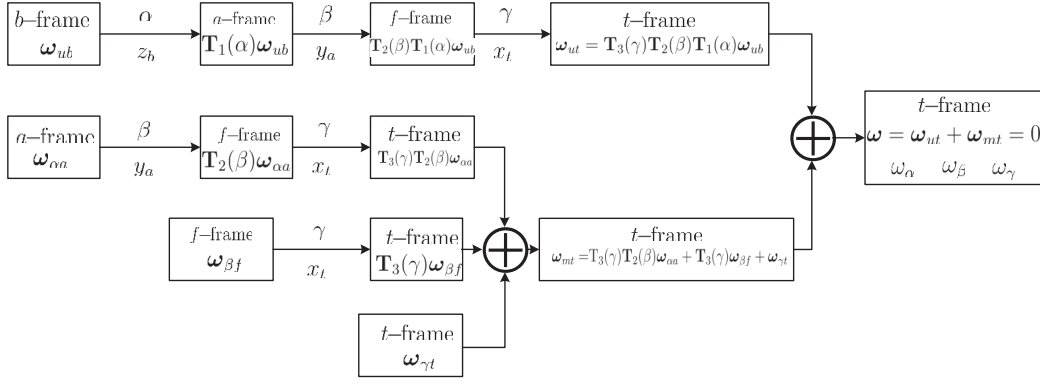 b–frame
ω_ub
α
z_b
a–frame
T₁(α)ω_ub
β
y_a
f–frame
T₂(β)T₁(α)ω_ub
γ
x_t
t–frame
ω_ut = T₃(γ)T₂(β)T₁(α)ω_ub
a–frame
ω_αa
β
y_a
f–frame
T₂(β)ω_αa
γ
x_t
t–frame
T₃(γ)T₂(β)ω_αa
t–frame
ω = ω_ut + ω_mt = 0
ω_α ω_β ω_γ
f–frame
ω_βf
γ
x_t
t–frame
T₃(γ)ω_βf
t–frame
ω_mt =T₃(γ)T₂(β)ω_αa + T₃(γ)ω_βf + ω_γt
t–frame
ω_γt